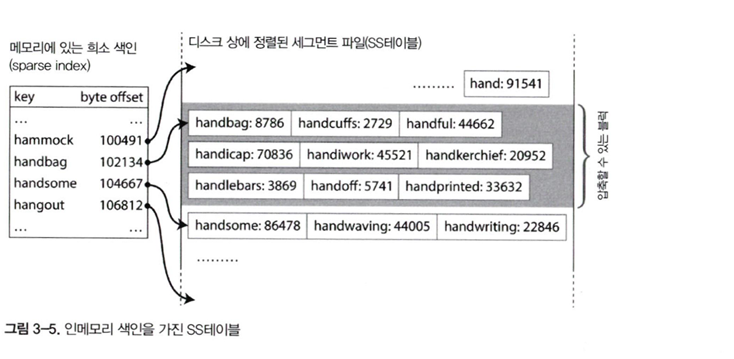 메모리에 있는 희소 색인
(sparse index)
key byte offset
... ...
hammock 100491
handbag 102134
handsome 104667
hangout 106812
... ...
디스크 상에 정렬된 세그먼트 파일(SS테이블)
......... hand: 91541
handbag: 8786 handcuffs: 2729 handful: 44662
handicap: 70836 handiwork: 45521 handkerchief: 20952
handlebars: 3869 handoff: 5741 handprinted: 33632
handsome: 86478 handwaving: 44005 handwriting: 22846
.........
압축할 수 있는 블럭
그림 3-5. 인메모리 색인을 가진 SS테이블